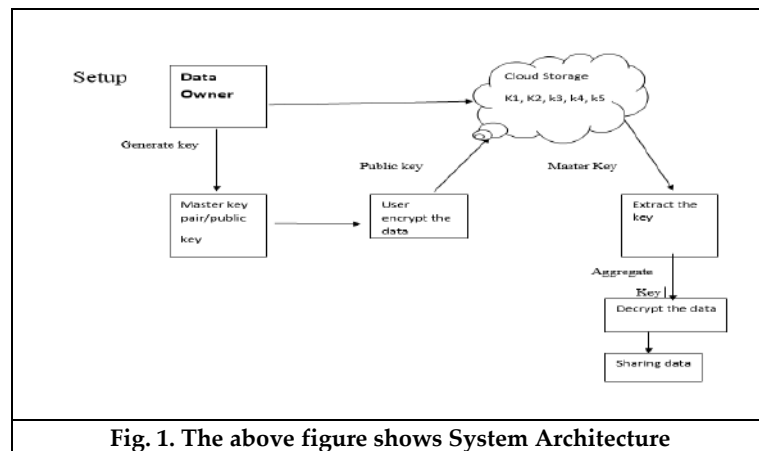 Setup
Data
Owner
Cloud Storage
K1, K2, k3, k4, k5
Generate key
Public key
Master Key
Master key
pair/public
key
User
encrypt the
data
Extract the
key
Aggregate
Key
Decrypt the data
Sharing data
Fig. 1. The above figure shows System Architecture